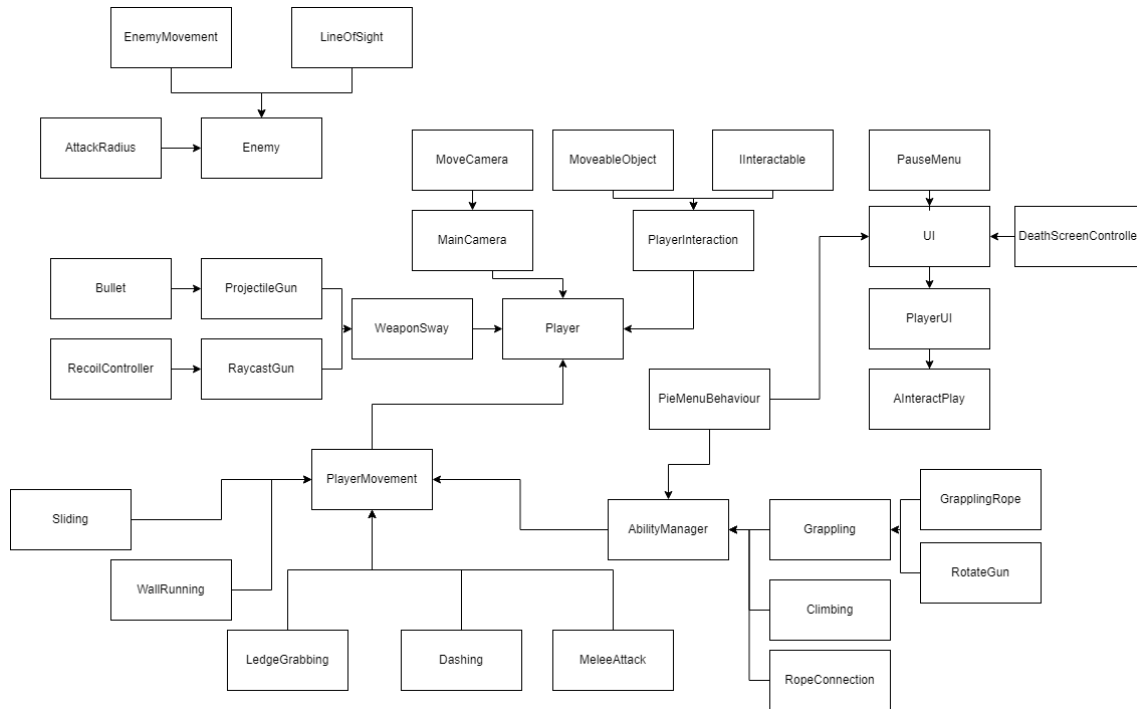 EnemyMovement
LineOfSight
AttackRadius
Enemy
MoveCamera
MoveableObject
IInteractable
PauseMenu
MainCamera
PlayerInteraction
UI
DeathScreenControlle
Bullet
ProjectileGun
WeaponSway
Player
PlayerUI
RecoilController
RaycastGun
PieMenuBehaviour
AInteractPlay
PlayerMovement
GrapplingRope
Sliding
AbilityManager
Grappling
WallRunning
RotateGun
Climbing
LedgeGrabbing
Dashing
MeleeAttack
RopeConnection